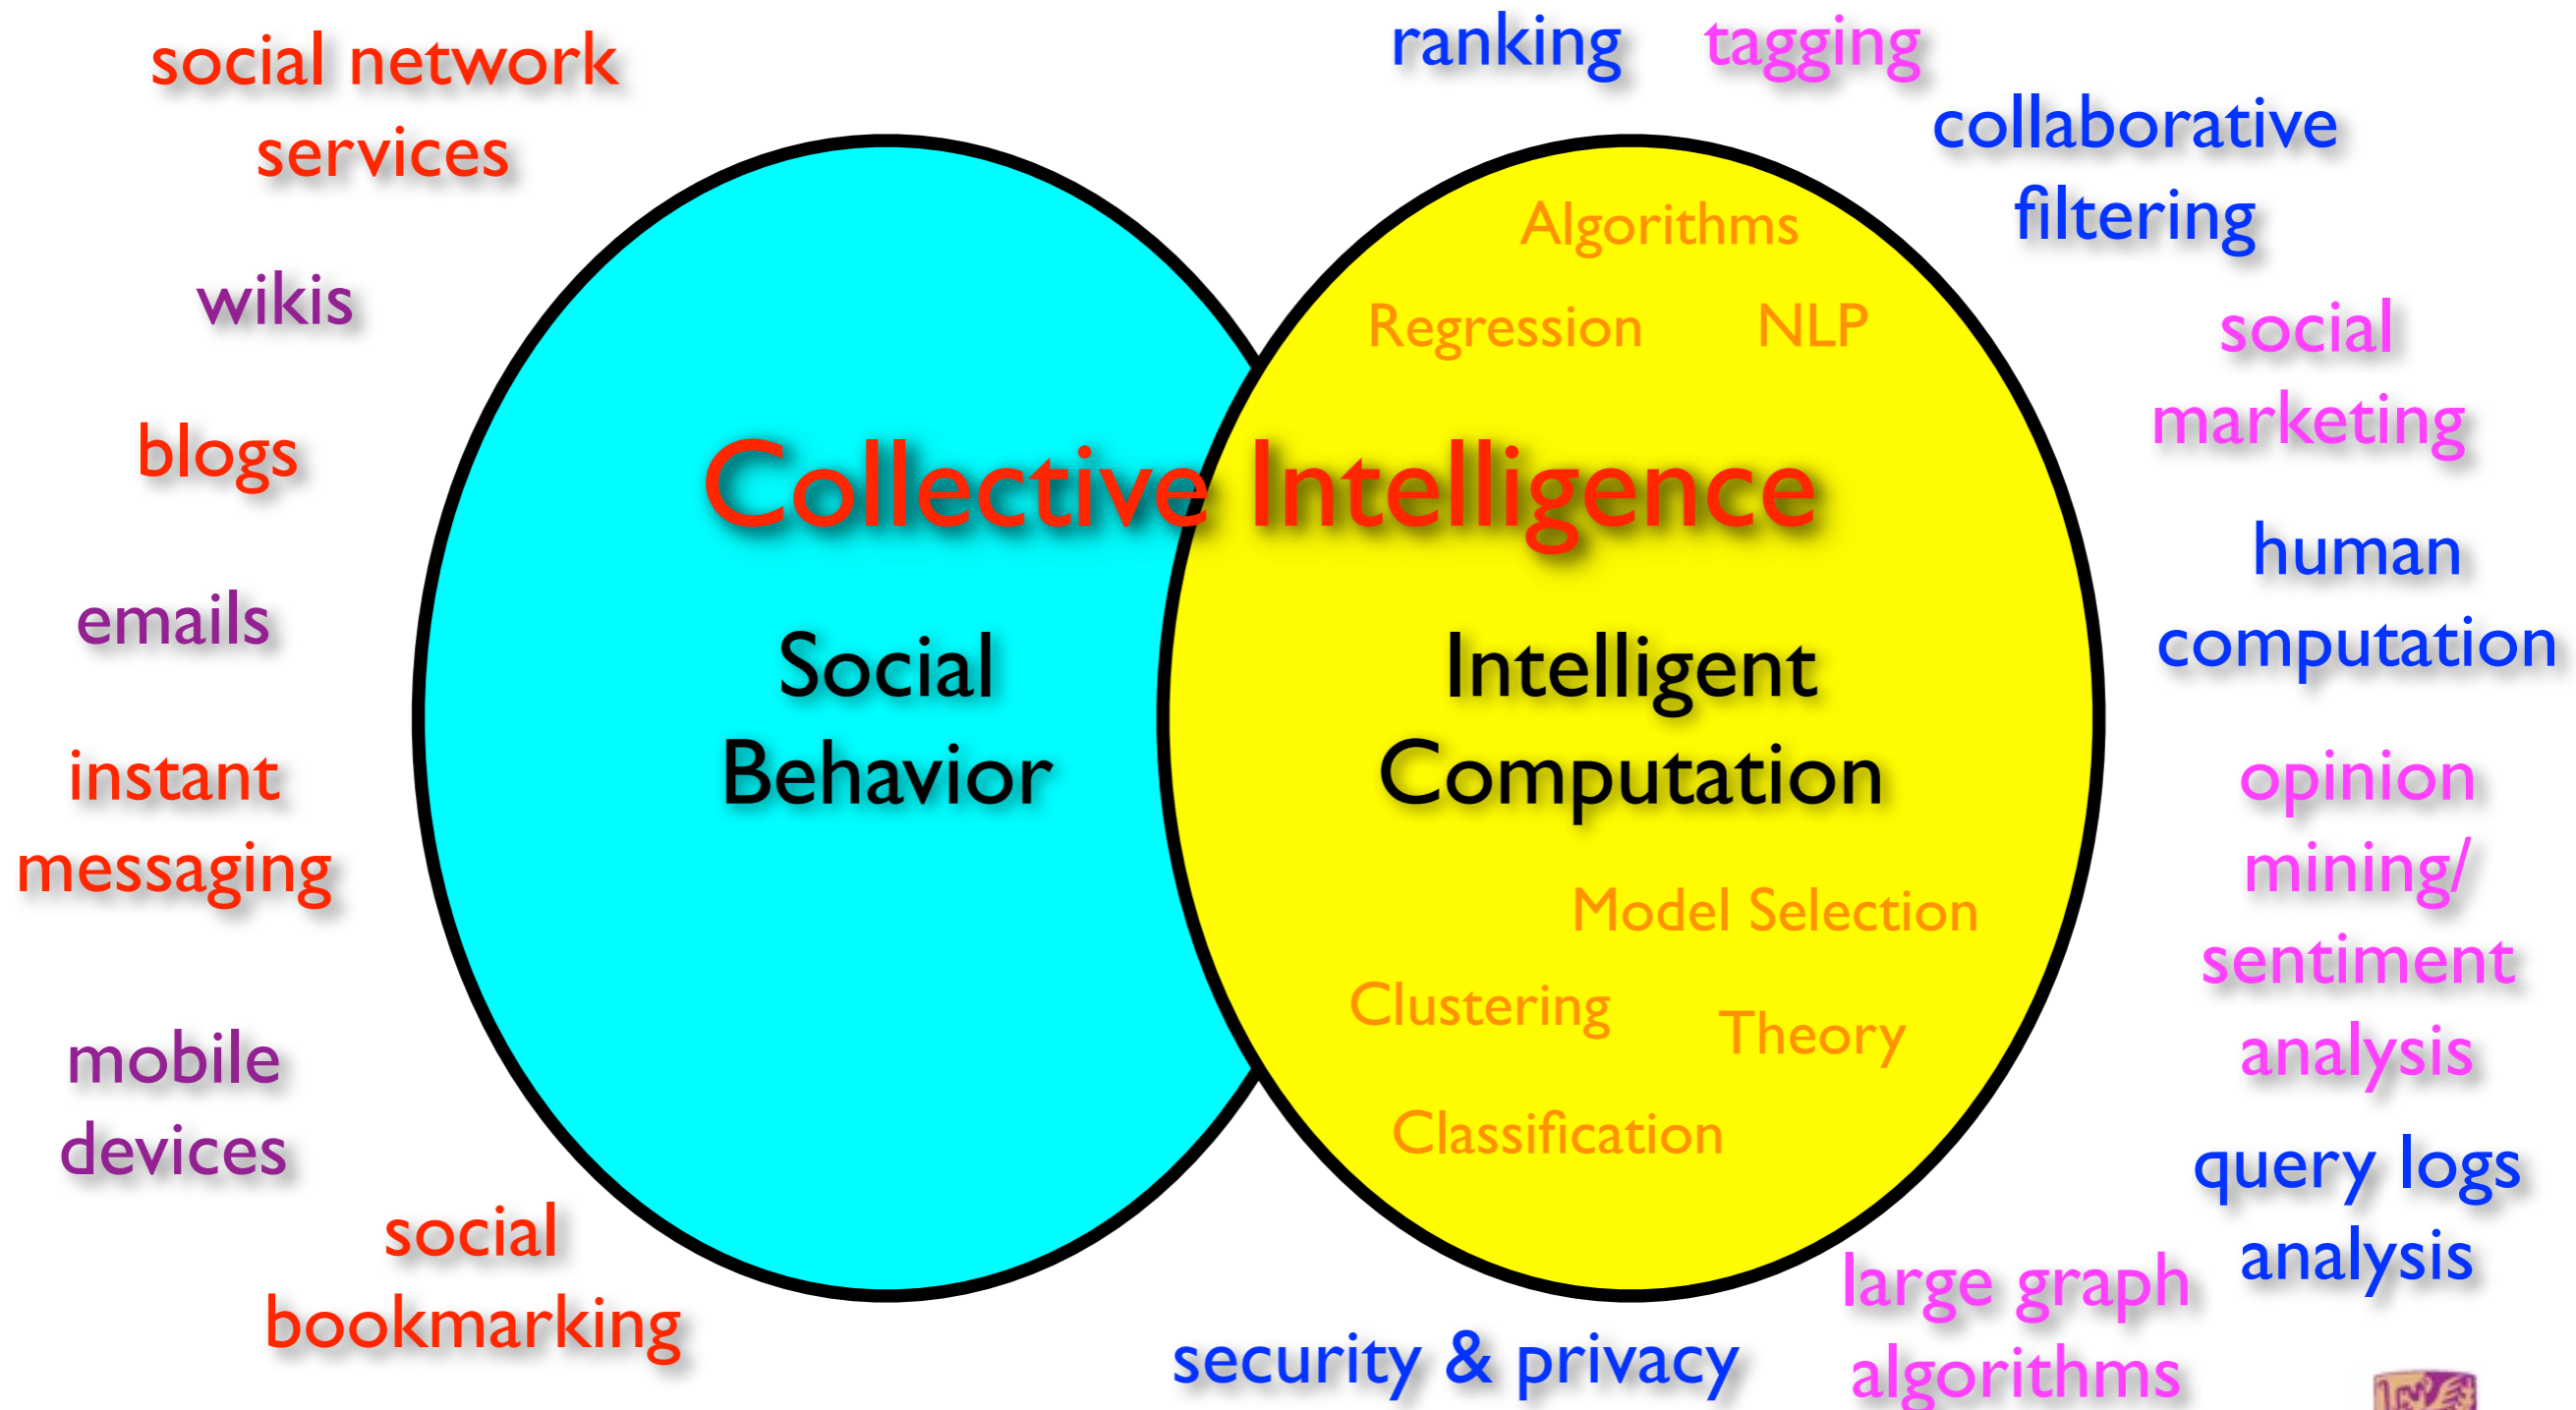 social network
services
wikis
blogs
emails
instant
messaging
mobile
devices
social
bookmarking
Collective Intelligence
Social
Behavior
Algorithms
Regression NLP
Intelligent
Computation
Model Selection
Clustering
Theory
Classification
ranking tagging
collaborative
filtering
social
marketing
human
computation
opinion
mining/
sentiment
analysis
query logs
analysis
large graph
algorithms
security & privacy